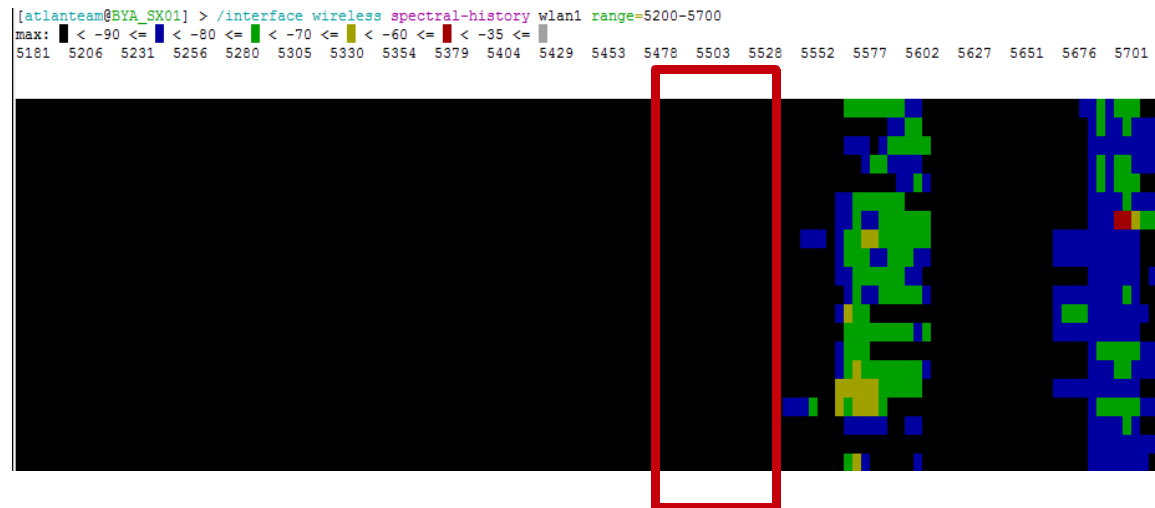 [atlanteam@BYA_SX01] > /interface wireless spectral-history wlan1 range=5200-5700
max: < -90 <= < -80 <= < -70 <= < -60 <= < -35 <=
5181 5206 5231 5256 5280 5305 5330 5354 5379 5404 5429 5453 5478 5503 5528 5552 5577 5602 5627 5651 5676 5701